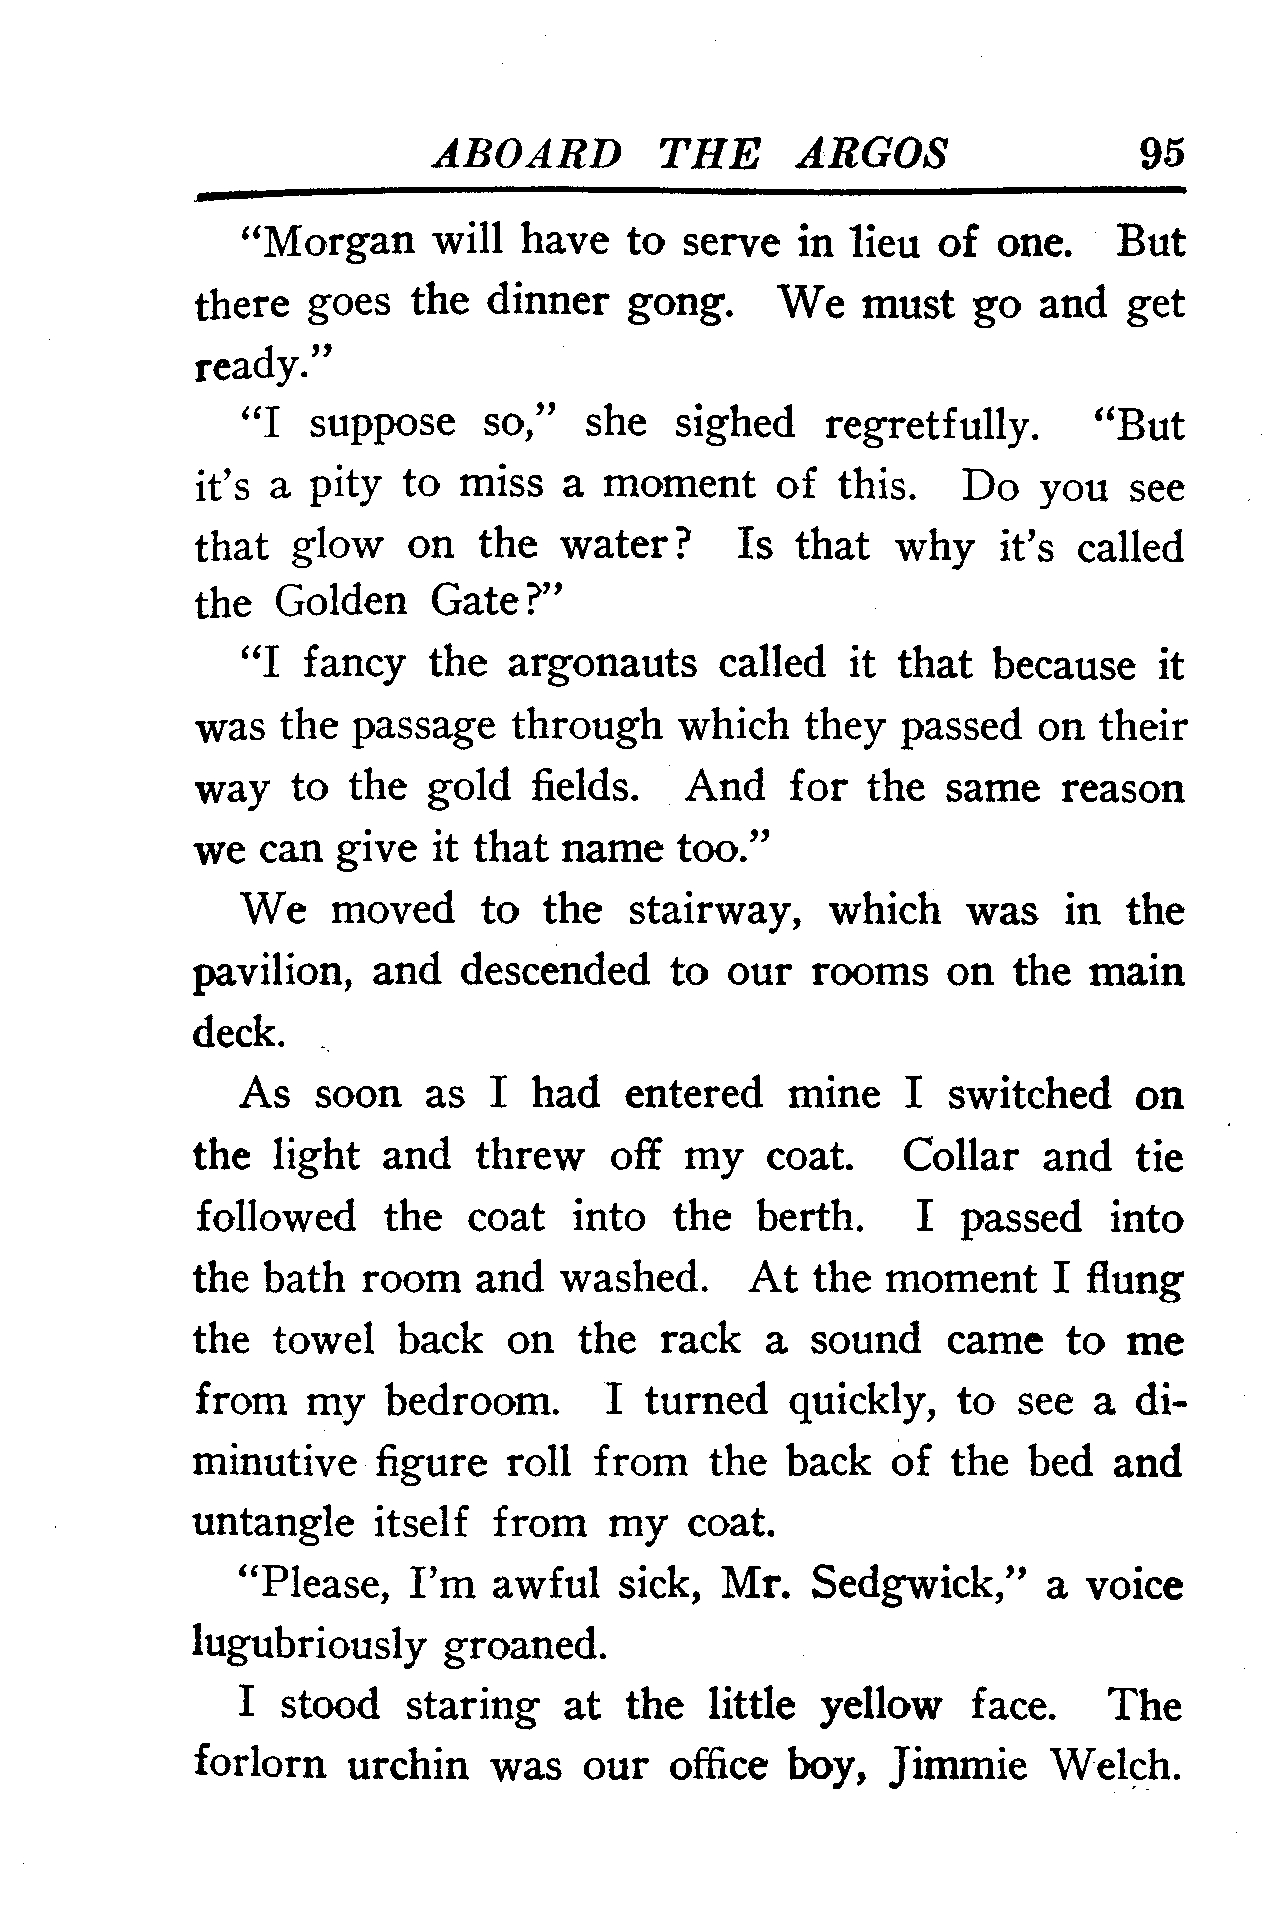 ABOARD THE ARGOS 95
"Morgan will have to serve in lieu of one. But
there goes the dinner gong. We must go and get
ready."
"I suppose so," she sighed regretfully. "But
it's a pity to miss a moment of this. Do you see
that glow on the water? Is that why it's called
the Golden Gate?"
"I fancy the argonauts called it that because it
was the passage through which they passed on their
way to the gold fields. And for the same reason
we can give it that name too."
We moved to the stairway, which was in the
pavilion, and descended to our rooms on the main
deck.
As soon as I had entered mine I switched on
the light and threw off my coat. Collar and tie
followed the coat into the berth. I passed into
the bath room and washed. At the moment I flung
the towel back on the rack a sound came to me
from my bedroom. I turned quickly, to see a di-
minutive figure roll from the back of the bed and
untangle itself from my coat.
"Please, I'm awful sick, Mr. Sedgwick," a voice
lugubriously groaned.
I stood staring at the little yellow face. The
forlorn urchin was our office boy, Jimmie Welch.